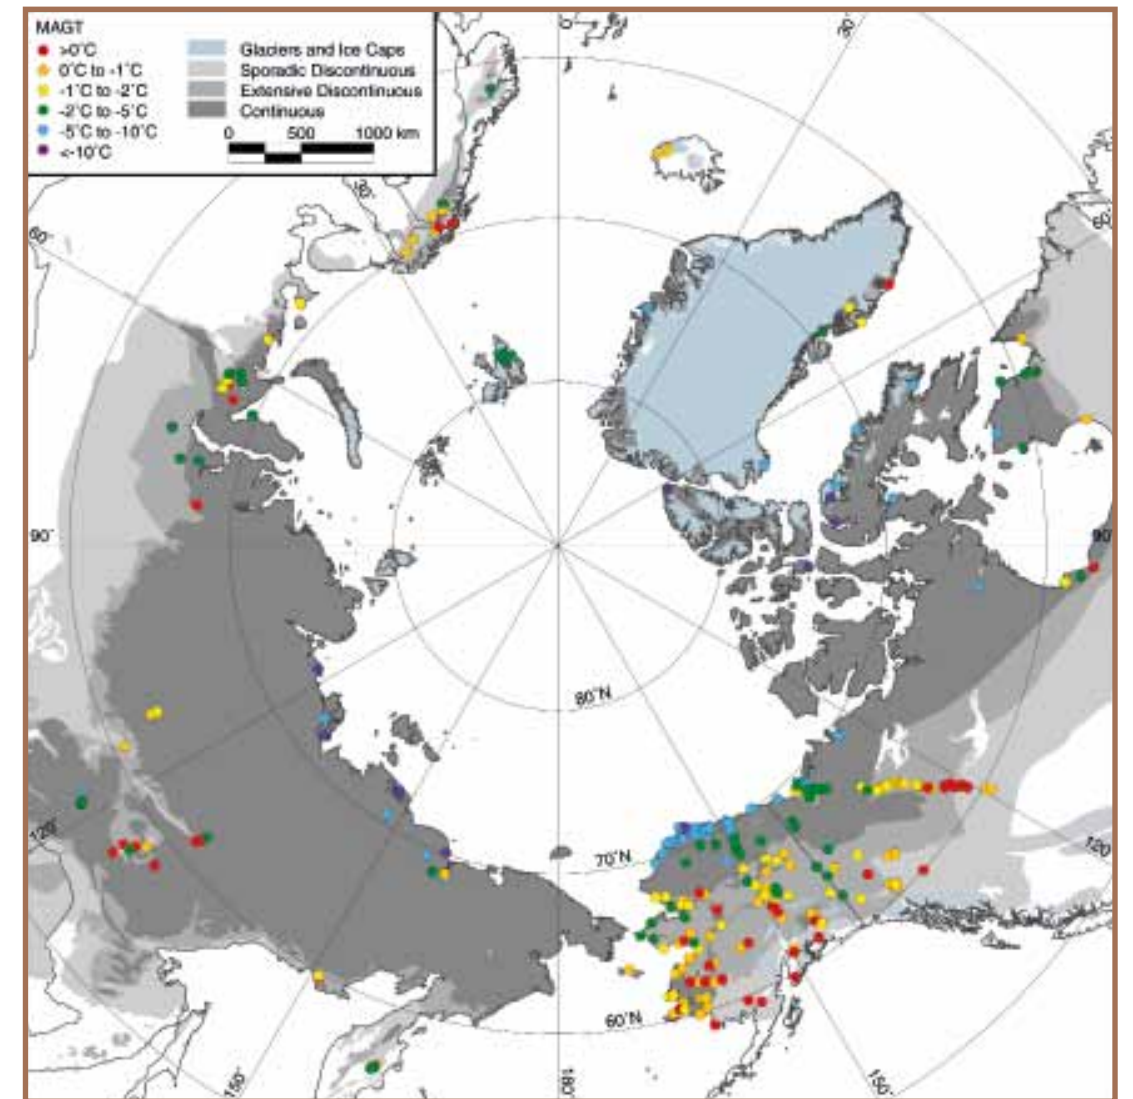 MAGT
>0°C
0°C to -1°C
-1°C to -2°C
-2°C to -5°C
-5°C to -10°C
<-10°C
Glaciers and Ice Caps
Sporadic Discontinuous
Extensive Discontinuous
Continuous
0 500 1000 km
0°
30°
30°
60°
60°
90°
90°
80°N
120°
120°
70°N
60°N
150°
180°
150°